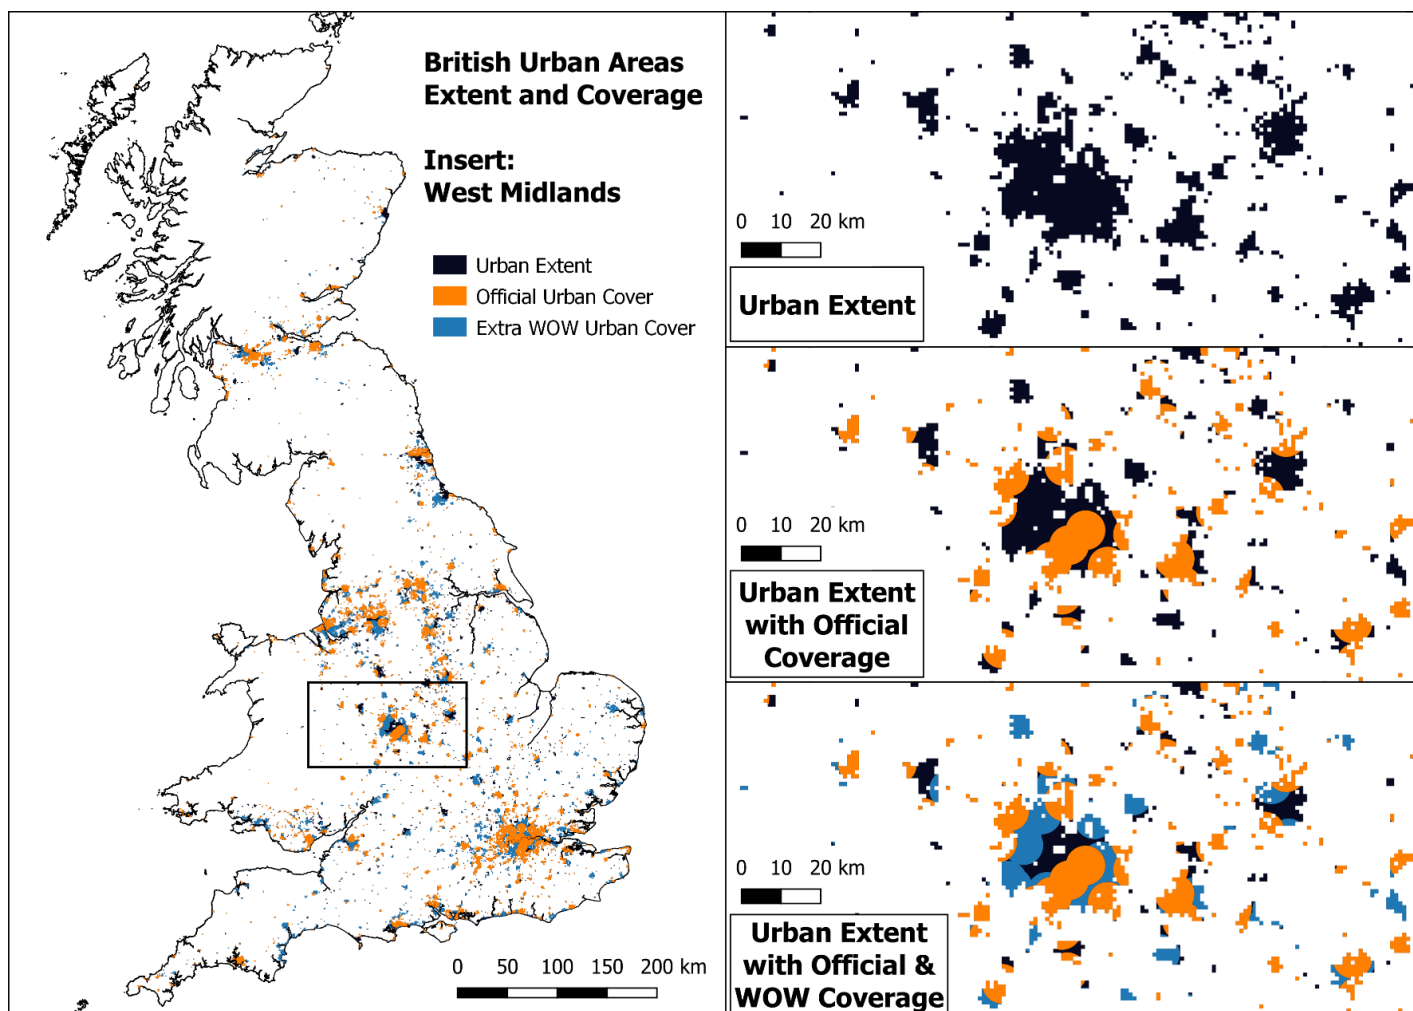 British Urban Areas
Extent and Coverage
Insert:
West Midlands
Urban Extent
Official Urban Cover
Extra WOW Urban Cover
0 50 100 150 200 km
0 10 20 km
Urban Extent
0 10 20 km
Urban Extent
with Official
Coverage
0 10 20 km
Urban Extent
with Official &
WOW Coverage